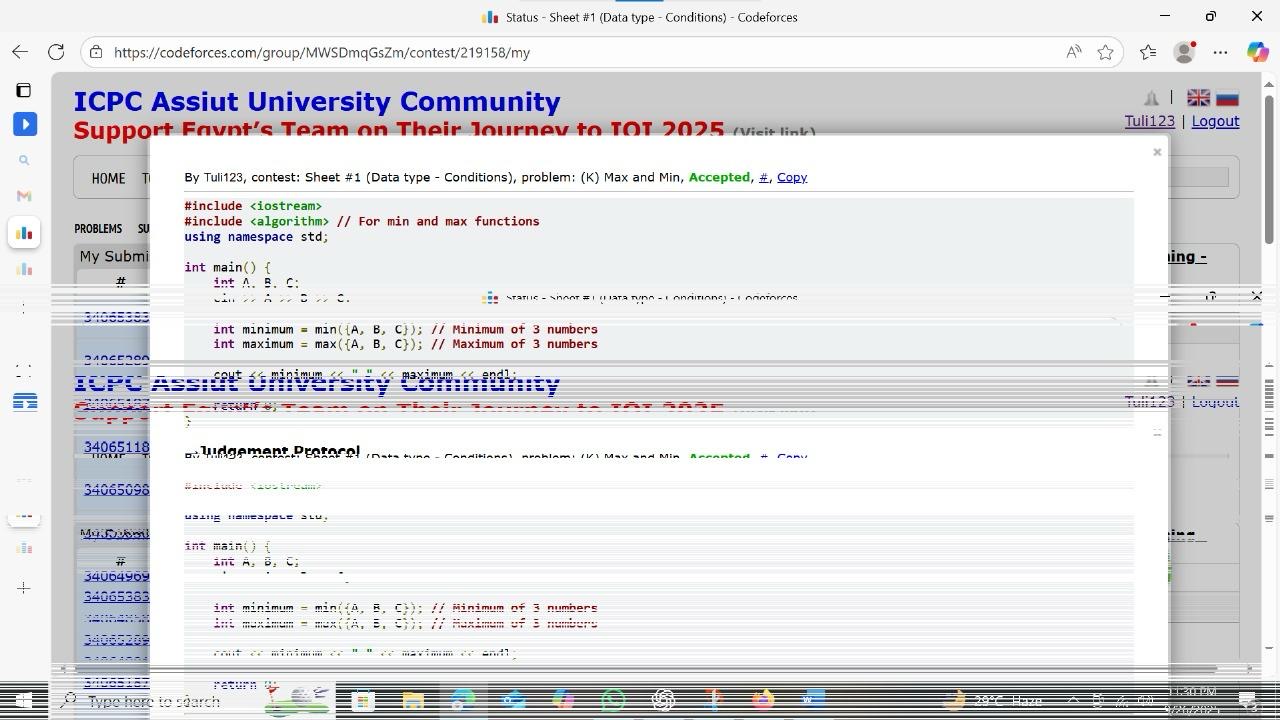 Status - Sheet #1 (Data type - Conditions) - Codeforces
https://codeforces.com/group/MWSDmqGsZm/contest/219158/my
ICPC Assiut University Community
Support Egypt's Team on Their Journey to IOI 2025 (Visit link)
Tuli123 | Logout
HOME
By Tuli123, contest: Sheet #1 (Data type - Conditions), problem: (K) Max and Min, Accepted, #, Copy
PROBLEMS SU
My Submi
#
#include <iostream>
#include <algorithm> // For min and max functions
using namespace std;
int main() {
int A, B, C;
cin >> A >> B >> C;
Status - Sheet #1 (Data type - Conditions) - Codeforces
34065383
int minimum = min({A, B, C}); // Minimum of 3 numbers
int maximum = max({A, B, C}); // Maximum of 3 numbers
34065289
cout << minimum << " " << maximum << endl;
ICPC Assiut University Community
Support Egypt's Team on Their Journey to IOI 2025
Tuli123 | Logout
return 0;
}
34065118
Judgement Protocol
By Tuli123, contest: Sheet #1 (Data type - Conditions), problem: (K) Max and Min, Accepted, #, Copy
34065098
#include <iostream>
using namespace std;
#
int main() {
int A, B, C;
34064969
34065383
int minimum = min({A, B, C}); // Minimum of 3 numbers
int maximum = max({A, B, C}); // Maximum of 3 numbers
34065289
cout << minimum << " " << maximum << endl;
return 0;
Type here to search
29°C Haze
11:30 PM